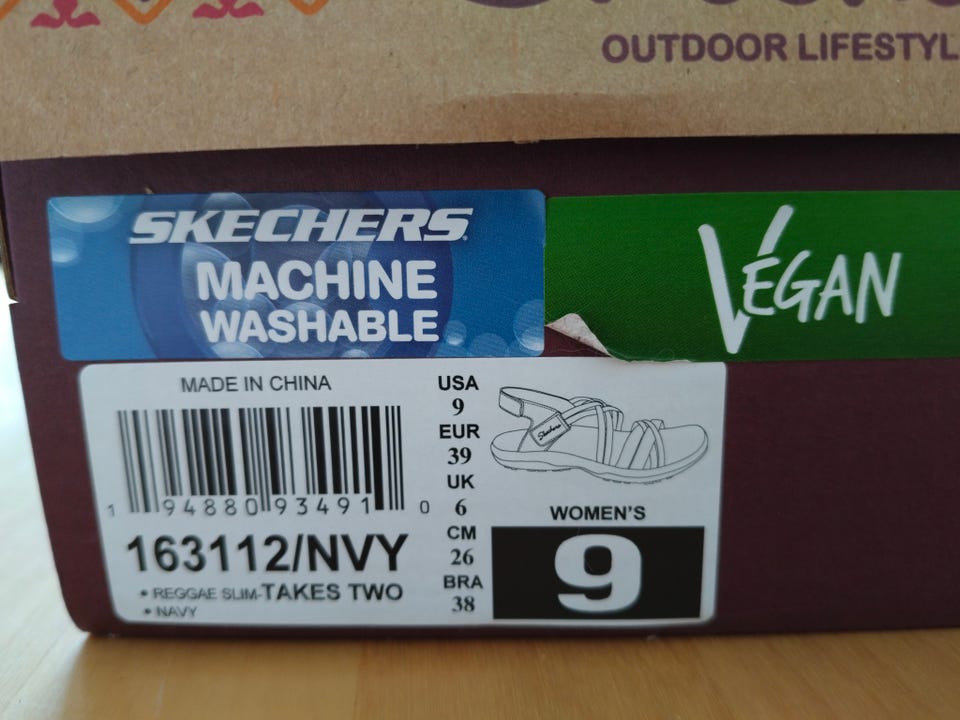 OUTDOOR LIFESTYL
SKECHERS
MACHINE
WASHABLE
VEGAN
MADE IN CHINA
1 94880 93491 0
163112/NVY
• REGGAE SLIM-TAKES TWO
• NAVY
USA
9
EUR
39
UK
6
CM
26
BRA
38
Skechers
WOMEN'S
9